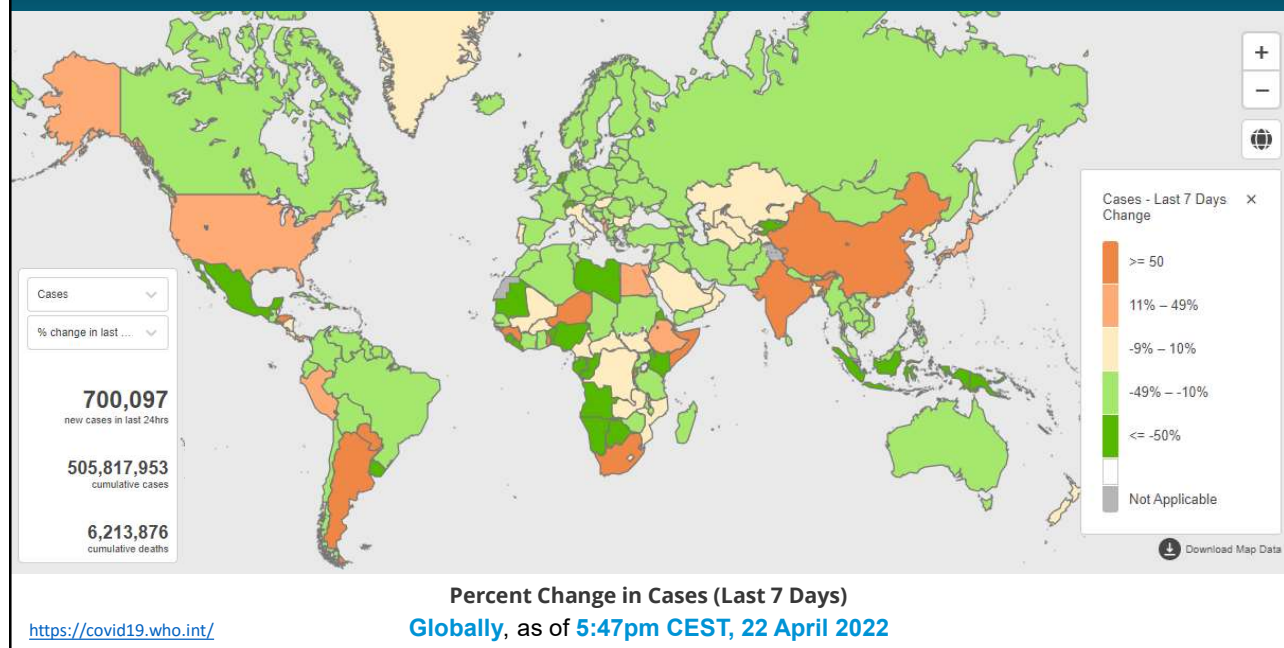 +
−
Cases - Last 7 Days ×
Change
>= 50
11% – 49%
-9% – 10%
-49% – -10%
<= -50%
Not Applicable
Cases
% change in last ...
700,097
new cases in last 24hrs
505,817,953
cumulative cases
6,213,876
cumulative deaths
Download Map Data
Percent Change in Cases (Last 7 Days)
https://covid19.who.int/
Globally, as of 5:47pm CEST, 22 April 2022